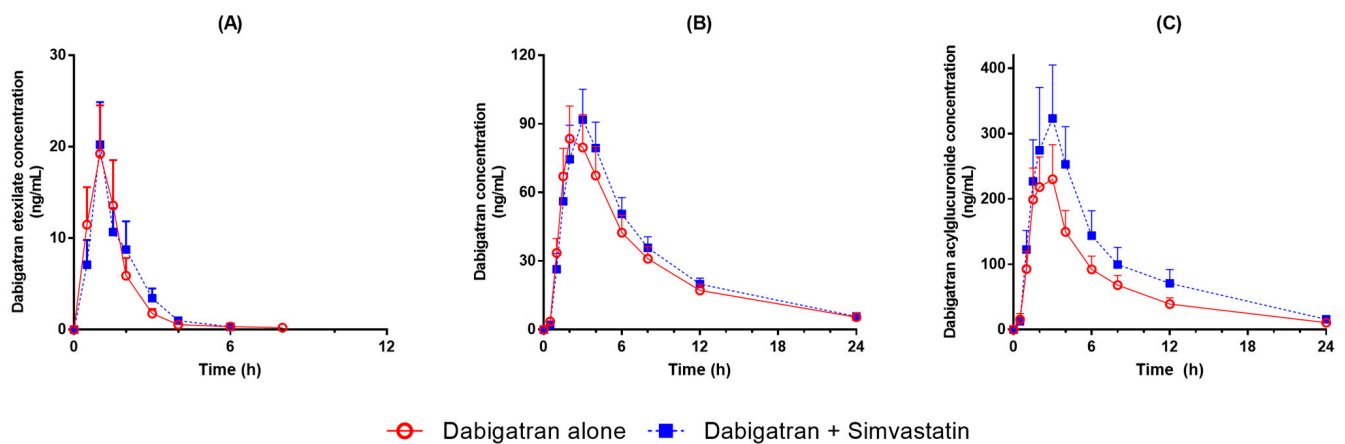 (A)
Dabigatran etexilate concentration
(ng/mL)
30
20
10
0
0
6
12
Time (h)
(B)
Dabigatran concentration
(ng/mL)
120
90
60
30
0
0
6
12
18
24
Time (h)
(C)
Dabigatran acylglucuronide concentration
(ng/mL)
400
300
200
100
0
0
6
12
18
24
Time (h)
Dabigatran alone
Dabigatran + Simvastatin